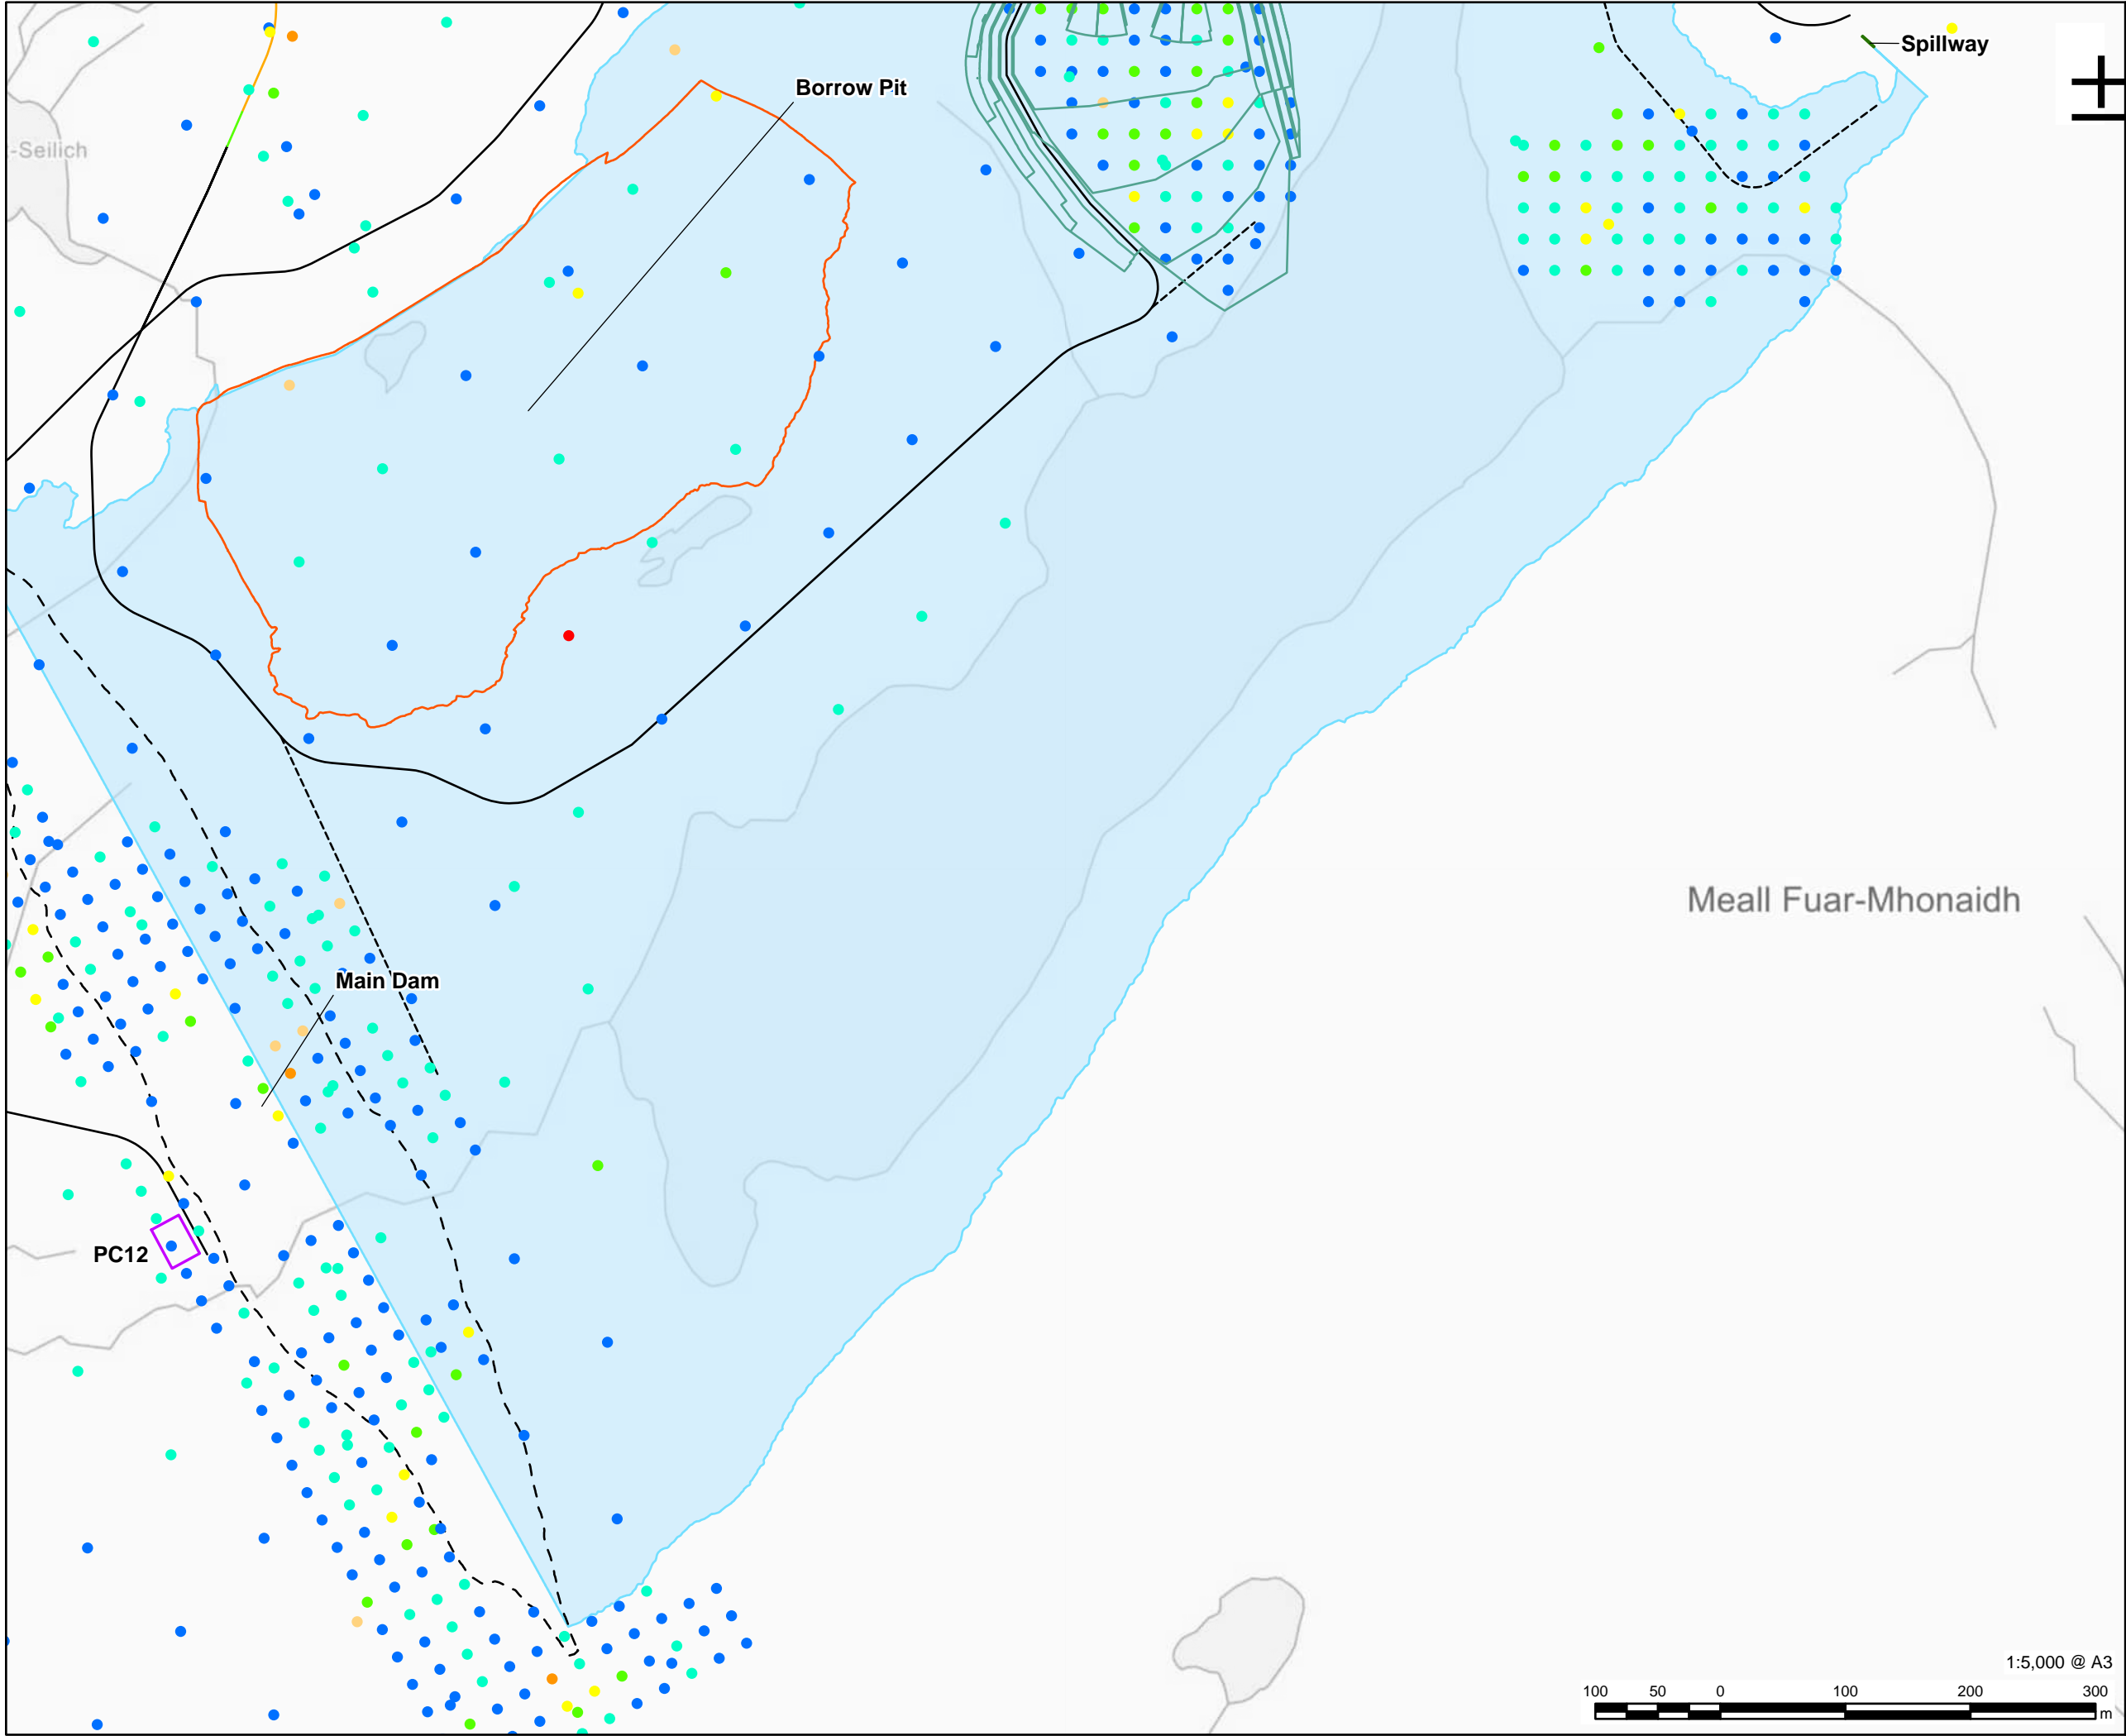 Spillway
Borrow Pit
-Seilich
Meall Fuar-Mhonaidh
Main Dam
PC12
1:5,000 @ A3
100 50 0 100 200 300
m